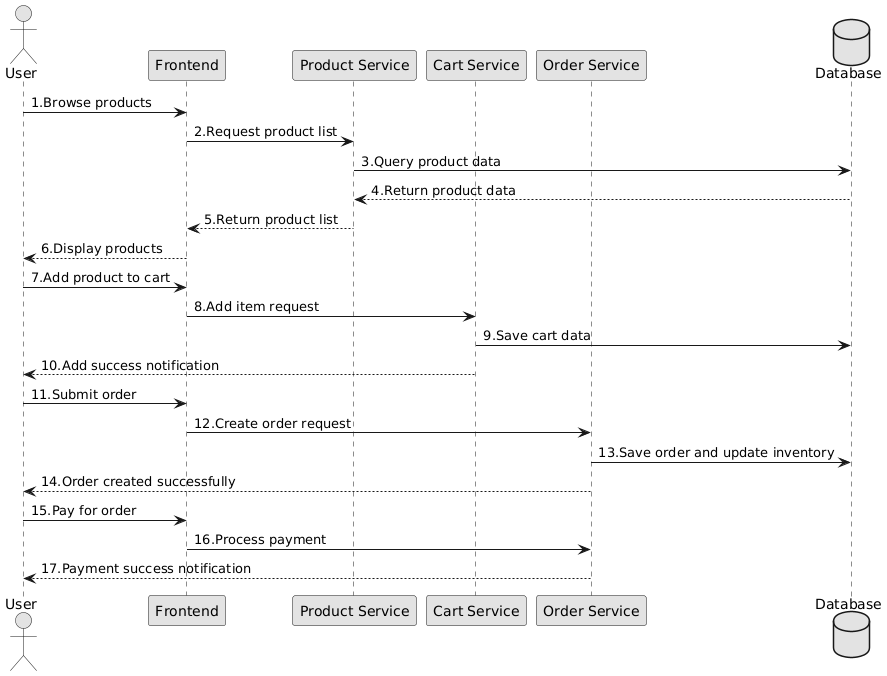 User
Frontend
Product Service
Cart Service
Order Service
Database
1.Browse products
2.Request product list
3.Query product data
4.Return product data
5.Return product list
6.Display products
7.Add product to cart
8.Add item request
9.Save cart data
10.Add success notification
11.Submit order
12.Create order request
13.Save order and update inventory
14.Order created successfully
15.Pay for order
16.Process payment
17.Payment success notification
User
Frontend
Product Service
Cart Service
Order Service
Database